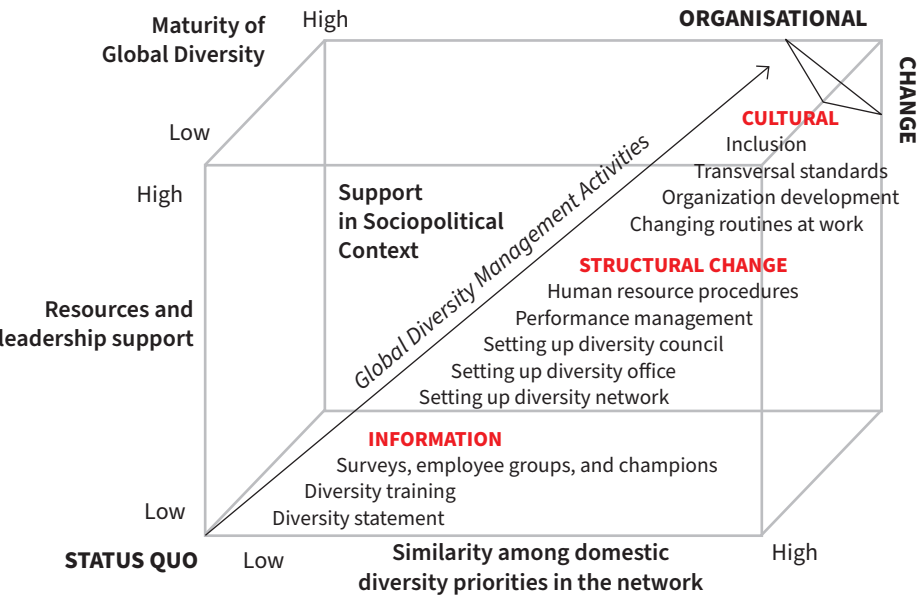 Maturity of
Global Diversity
High
ORGANISATIONAL
CHANGE
Low
CULTURAL
Inclusion
Transversal standards
Organization development
Changing routines at work
High
Support
in Sociopolitical
Context
Global Diversity Management Activities
STRUCTURAL CHANGE
Human resource procedures
Performance management
Setting up diversity council
Setting up diversity office
Setting up diversity network
Resources and
leadership support
INFORMATION
Surveys, employee groups, and champions
Diversity training
Diversity statement
Low
STATUS QUO
Low
Similarity among domestic
diversity priorities in the network
High